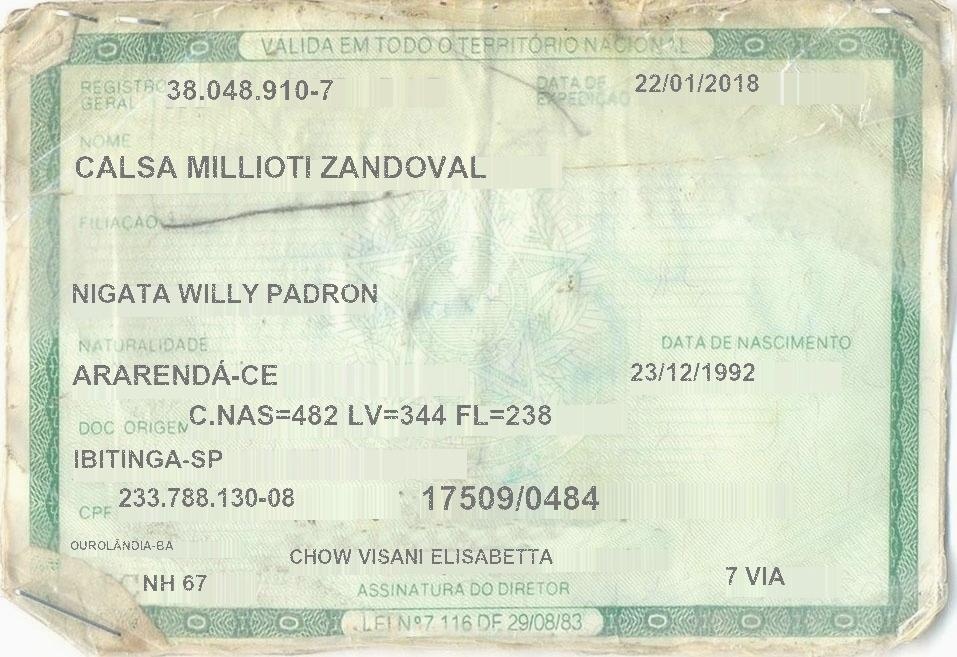 VÁLIDA EM TODO O TERRITÓRIO NACIONAL
REGISTRO GERAL 38.048.910-7 DATA DE EXPEDIÇÃO 22/01/2018
NOME
CALSA MILLIOTI ZANDOVAL
FILIAÇÃO
NIGATA WILLY PADRON
NATURALIDADE DATA DE NASCIMENTO
ARARENDÁ-CE 23/12/1992
DOC ORIGEM C.NAS=482 LV=344 FL=238
IBITINGA-SP
CPF 233.788.130-08 17509/0484
OUROLÂNDIA-BA CHOW VISANI ELISABETTA
NH 67 ASSINATURA DO DIRETOR 7 VIA
LEI Nº 7.116 DE 29/08/83